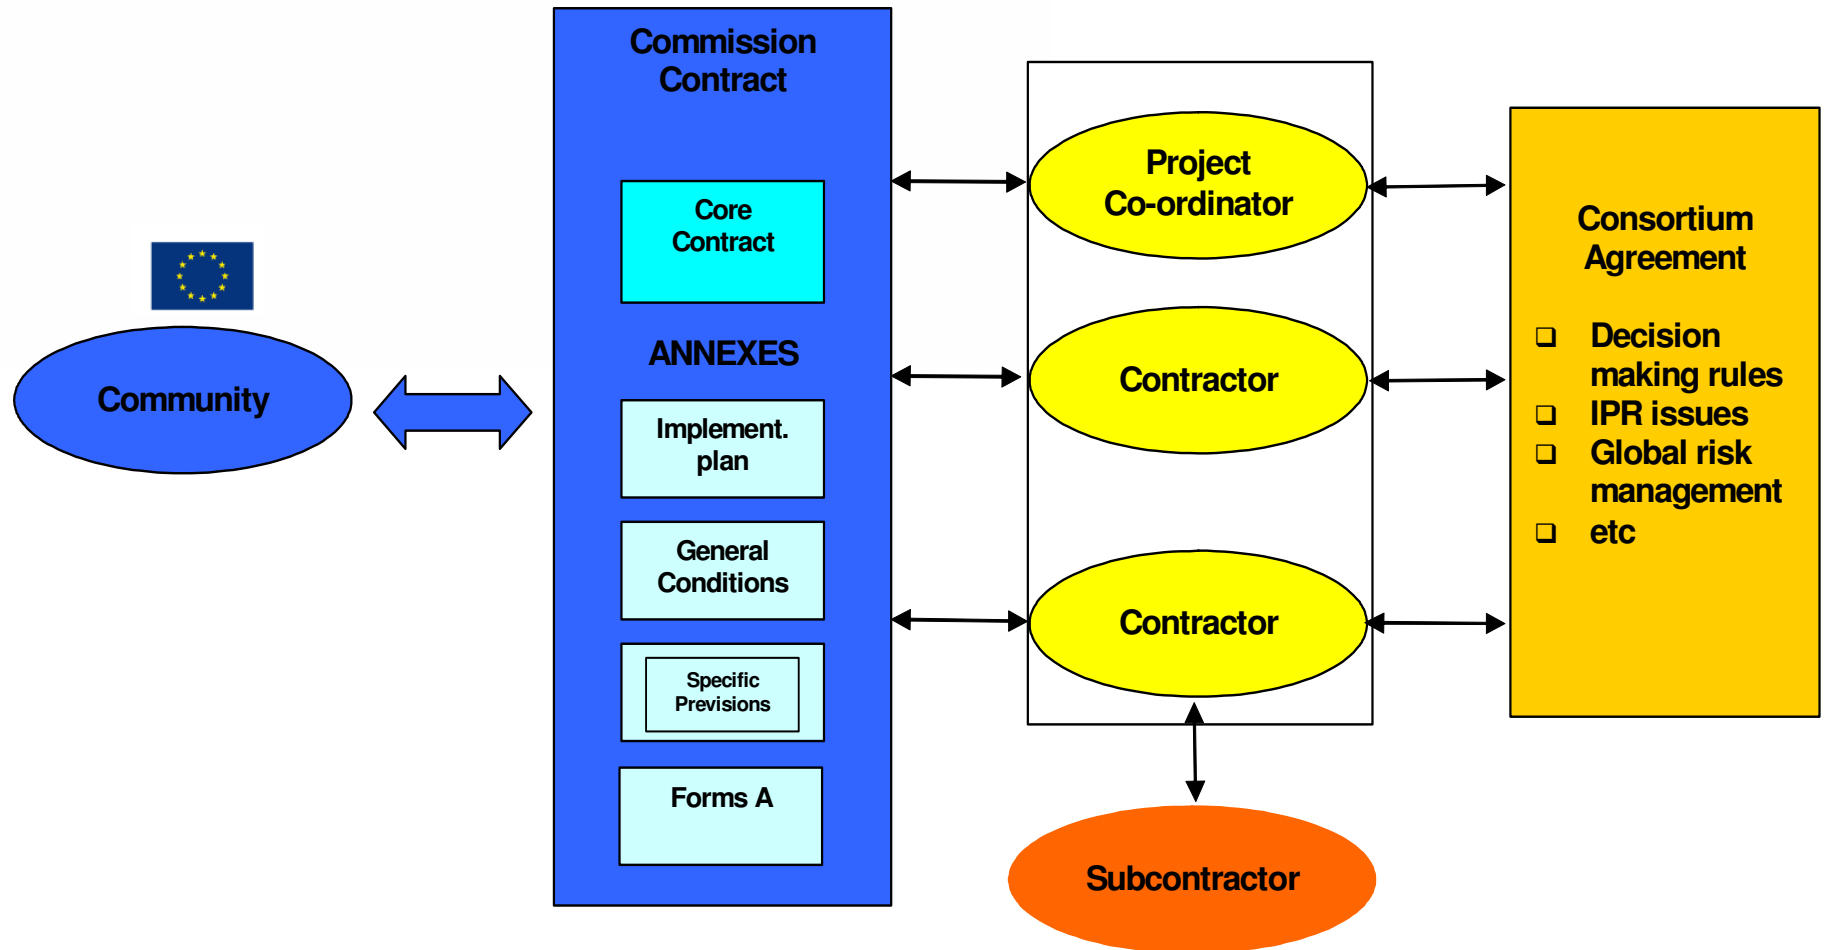 Commission
Contract
Core
Contract
ANNEXES
Implement.
plan
General
Conditions
Specific
Previsions
Forms A
Community
Project
Co-ordinator
Contractor
Contractor
Subcontractor
Consortium
Agreement
❑ Decision
making rules
❑ IPR issues
❑ Global risk
management
❑ etc